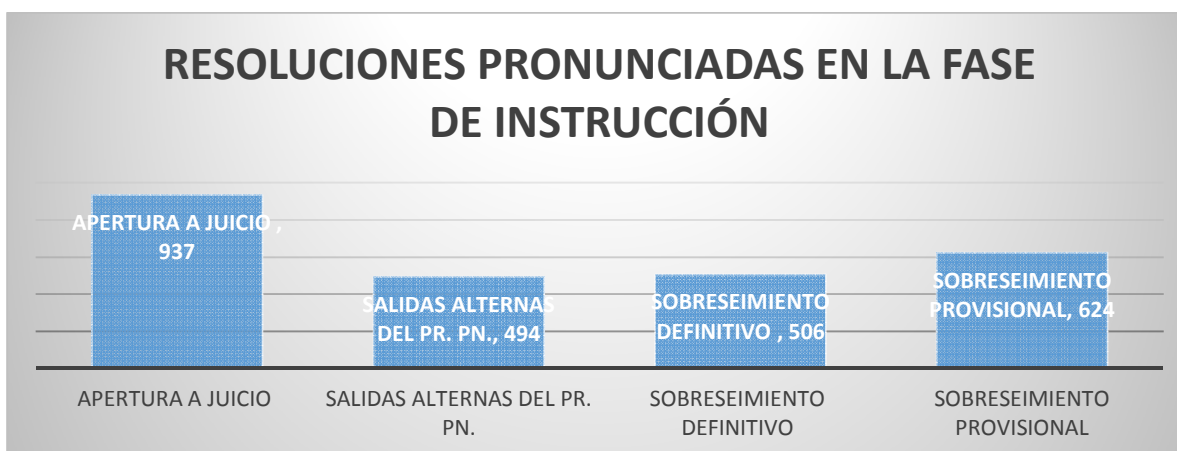 RESOLUCIONES PRONUNCIADAS EN LA FASE
DE INSTRUCCIÓN
APERTURA A JUICIO ,
937
SALIDAS ALTERNAS
DEL PR. PN., 494
SOBRESEIMIENTO
DEFINITIVO , 506
SOBRESEIMIENTO
PROVISIONAL, 624
APERTURA A JUICIO
SALIDAS ALTERNAS DEL PR.
PN.
SOBRESEIMIENTO
DEFINITIVO
SOBRESEIMIENTO
PROVISIONAL